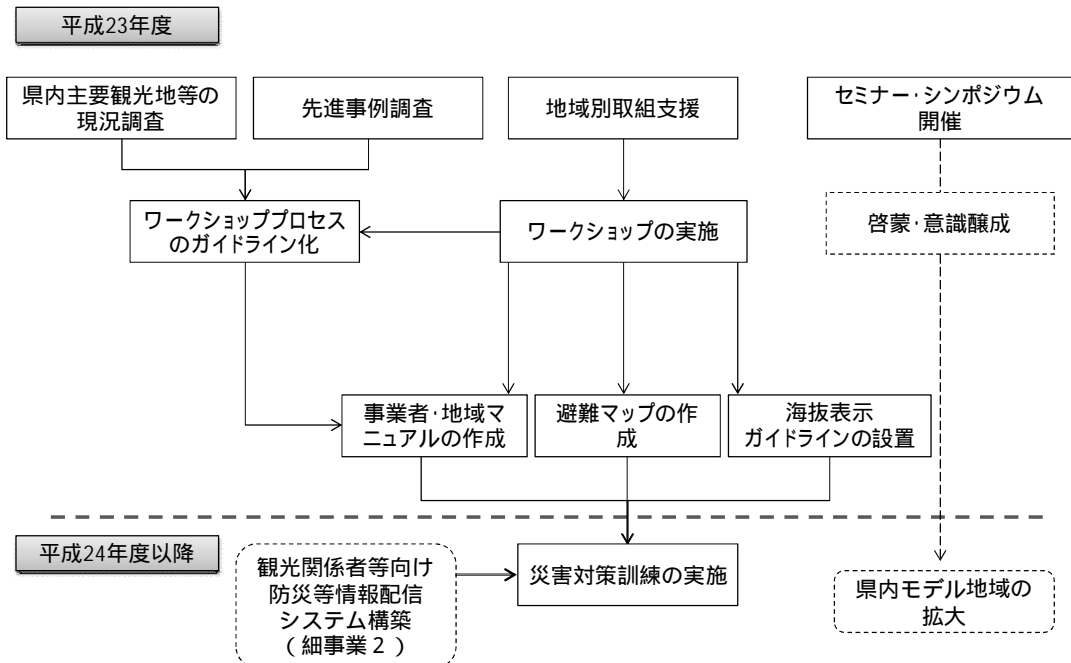 平成23年度
県内主要観光地等の
現況調査
先進事例調査
地域別取組支援
セミナー・シンポジウム
開催
ワークショッププロセス
のガイドライン化
ワークショップの実施
啓蒙・意識醸成
事業者・地域マ
ニュアルの作成
避難マップの作
成
海抜表示
ガイドラインの設置
平成24年度以降
観光関係者等向け
防災等情報配信
システム構築
(細事業2)
災害対策訓練の実施
県内モデル地域の
拡大